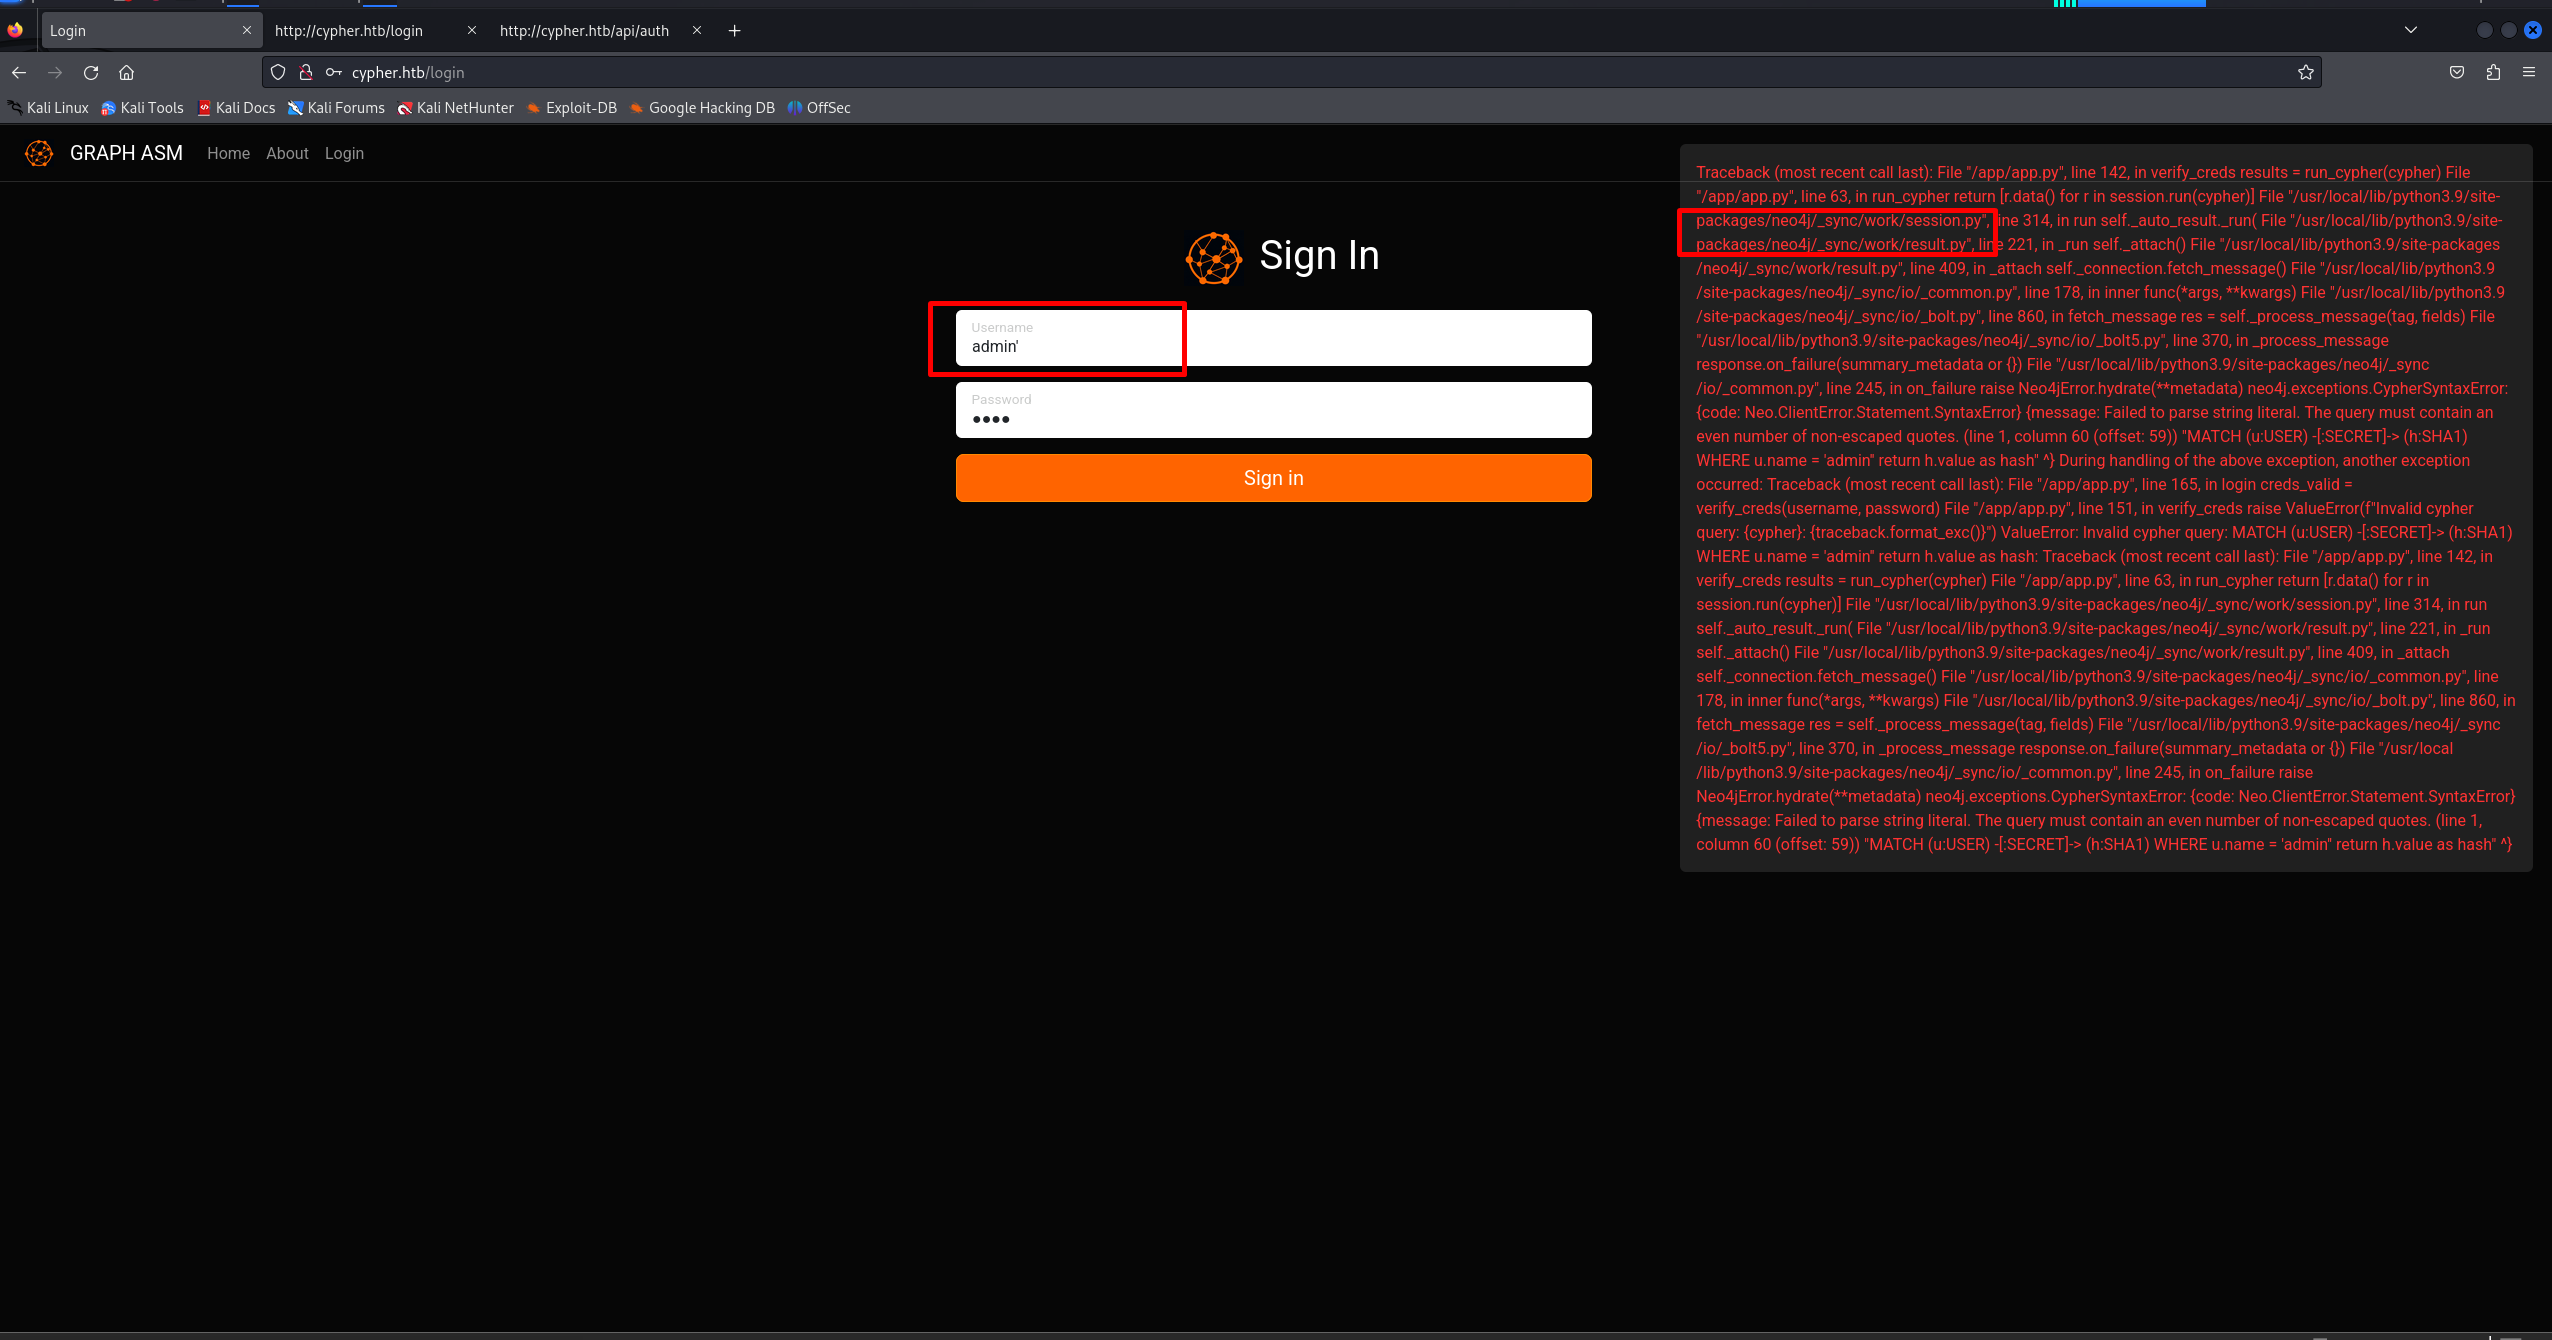 Login
http://cypher.htb/login
http://cypher.htb/api/auth
cypher.htb/login
Kali Linux Kali Tools Kali Docs Kali Forums Kali NetHunter Exploit-DB Google Hacking DB OffSec
GRAPH ASM Home About Login
Sign In
Username
admin'
Password
Sign in
Traceback (most recent call last): File "/app/app.py", line 142, in verify_creds results = run_cypher(cypher) File
"/app/app.py", line 63, in run_cypher return [r.data() for r in session.run(cypher)] File "/usr/local/lib/python3.9/site-
packages/neo4j/_sync/work/session.py", line 314, in run self._auto_result._run( File "/usr/local/lib/python3.9/site-
packages/neo4j/_sync/work/result.py", line 221, in _run self._attach() File "/usr/local/lib/python3.9/site-packages
/neo4j/_sync/work/result.py", line 409, in _attach self._connection.fetch_message() File "/usr/local/lib/python3.9
/site-packages/neo4j/_sync/io/_common.py", line 178, in inner func(*args, **kwargs) File "/usr/local/lib/python3.9
/site-packages/neo4j/_sync/io/_bolt.py", line 860, in fetch_message res = self._process_message(tag, fields) File
"/usr/local/lib/python3.9/site-packages/neo4j/_sync/io/_bolt5.py", line 370, in _process_message
response.on_failure(summary_metadata or {}) File "/usr/local/lib/python3.9/site-packages/neo4j/_sync
/io/_common.py", line 245, in on_failure raise Neo4jError.hydrate(**metadata) neo4j.exceptions.CypherSyntaxError:
{code: Neo.ClientError.Statement.SyntaxError} {message: Failed to parse string literal. The query must contain an
even number of non-escaped quotes. (line 1, column 60 (offset: 59)) "MATCH (u:USER) -[:SECRET]-> (h:SHA1)
WHERE u.name = 'admin'' return h.value as hash" ^} During handling of the above exception, another exception
occurred: Traceback (most recent call last): File "/app/app.py", line 165, in login creds_valid =
verify_creds(username, password) File "/app/app.py", line 151, in verify_creds raise ValueError(f"Invalid cypher
query: {cypher}: {traceback.format_exc()}") ValueError: Invalid cypher query: MATCH (u:USER) -[:SECRET]-> (h:SHA1)
WHERE u.name = 'admin'' return h.value as hash: Traceback (most recent call last): File "/app/app.py", line 142, in
verify_creds results = run_cypher(cypher) File "/app/app.py", line 63, in run_cypher return [r.data() for r in
session.run(cypher)] File "/usr/local/lib/python3.9/site-packages/neo4j/_sync/work/session.py", line 314, in run
self._auto_result._run( File "/usr/local/lib/python3.9/site-packages/neo4j/_sync/work/result.py", line 221, in _run
self._attach() File "/usr/local/lib/python3.9/site-packages/neo4j/_sync/work/result.py", line 409, in _attach
self._connection.fetch_message() File "/usr/local/lib/python3.9/site-packages/neo4j/_sync/io/_common.py", line
178, in inner func(*args, **kwargs) File "/usr/local/lib/python3.9/site-packages/neo4j/_sync/io/_bolt.py", line 860, in
fetch_message res = self._process_message(tag, fields) File "/usr/local/lib/python3.9/site-packages/neo4j/_sync
/io/_bolt5.py", line 370, in _process_message response.on_failure(summary_metadata or {}) File "/usr/local
/lib/python3.9/site-packages/neo4j/_sync/io/_common.py", line 245, in on_failure raise
Neo4jError.hydrate(**metadata) neo4j.exceptions.CypherSyntaxError: {code: Neo.ClientError.Statement.SyntaxError}
{message: Failed to parse string literal. The query must contain an even number of non-escaped quotes. (line 1,
column 60 (offset: 59)) "MATCH (u:USER) -[:SECRET]-> (h:SHA1) WHERE u.name = 'admin'' return h.value as hash" ^}